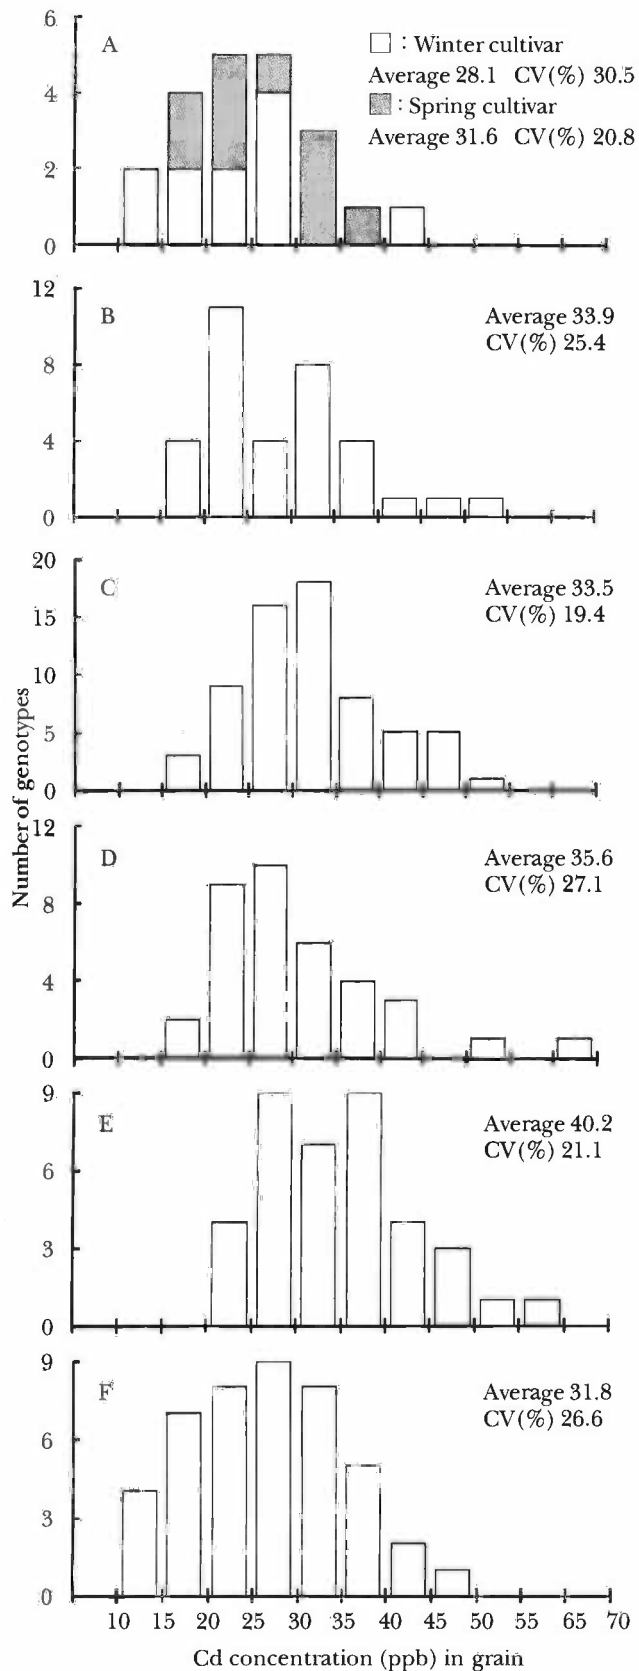 6
4
2
0
A
: Winter cultivar
Average 28.1 CV(%) 30.5
: Spring cultivar
Average 31.6 CV(%) 20.8
12
8
4
0
B
Average 33.9
CV(%) 25.4
20
15
10
5
0
C
Average 33.5
CV(%) 19.4
Number of genotypes
12
8
4
0
D
Average 35.6
CV(%) 27.1
9
6
3
0
E
Average 40.2
CV(%) 21.1
9
6
3
0
F
Average 31.8
CV(%) 26.6
10 15 20 25 30 35 40 45 50 55 60 65 70
Cd concentration (ppb) in grain